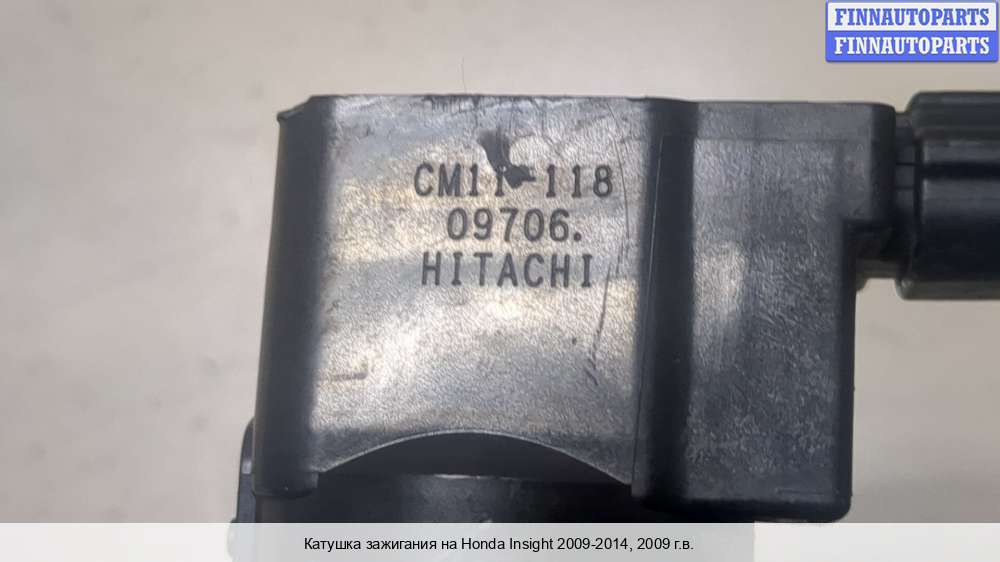 FINNAUTOPARTS
FINNAUTOPARTS
CM11-118
09706.
HITACHI
Катушка зажигания на Honda Insight 2009-2014, 2009 г.в.